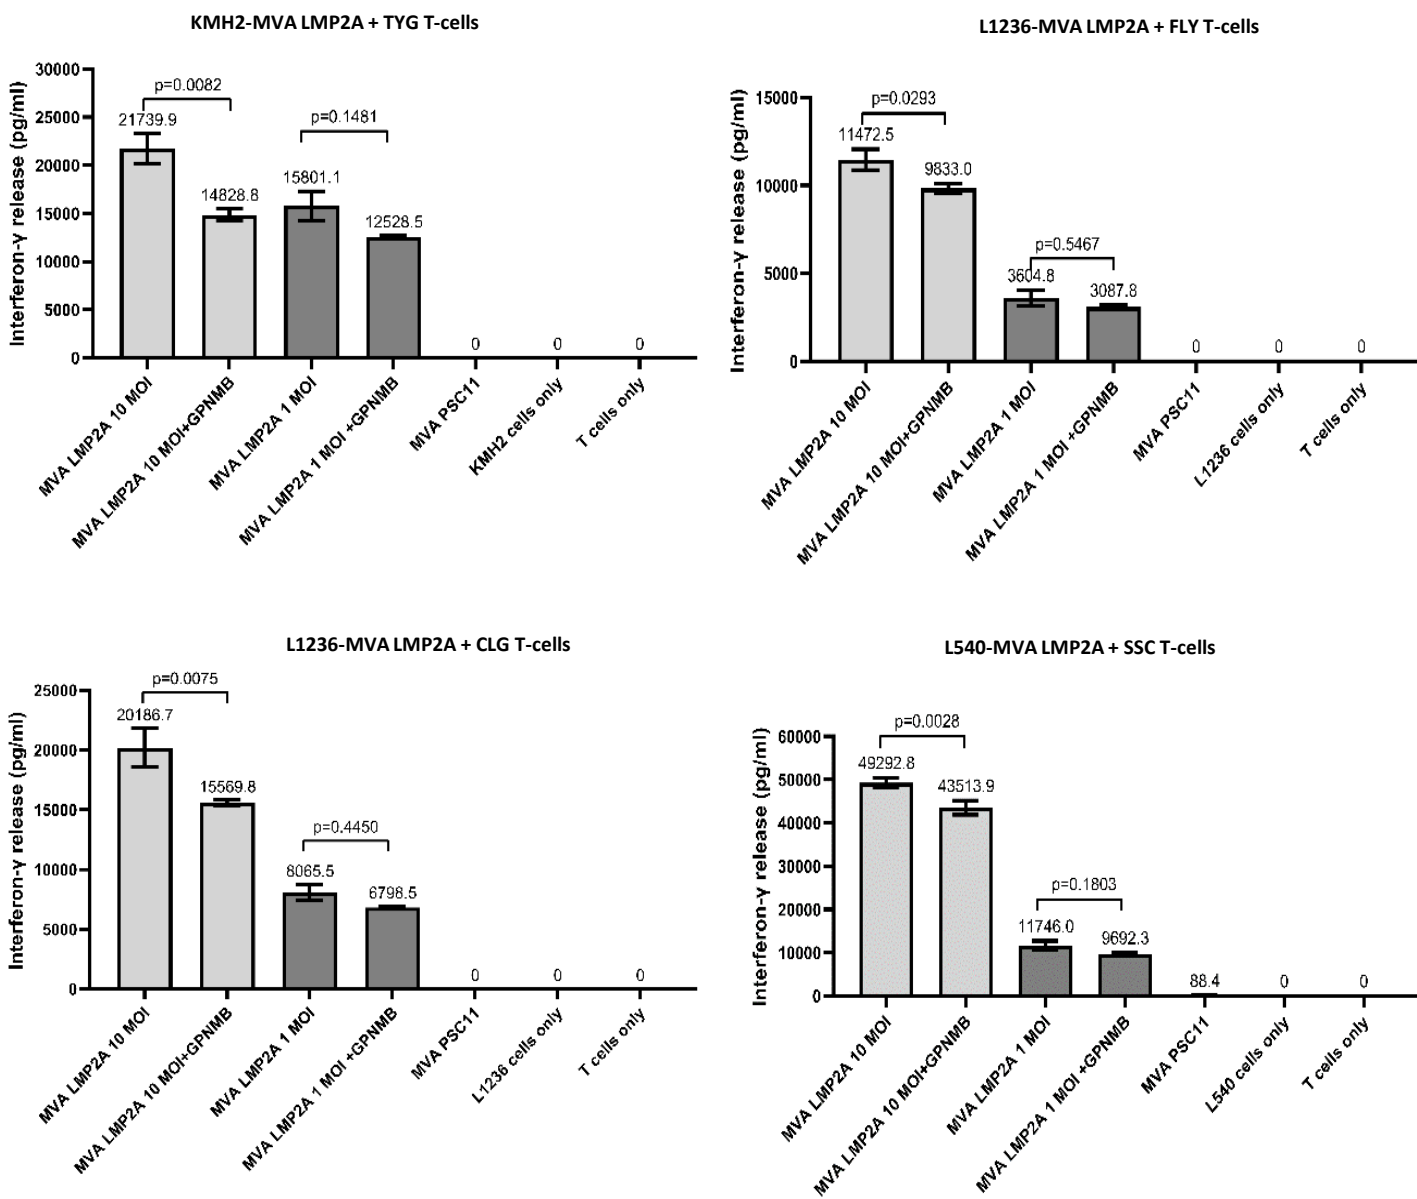 KMH2-MVA LMP2A + TYG T-cells
Interferon-γ release (pg/ml)
30000
25000
20000
15000
10000
5000
0
p=0.0082
p=0.1481
21739.9
14828.8
15801.1
12528.5
0
0
0
MVA LMP2A 10 MOI
MVA LMP2A 10 MOI+GPNMB
MVA LMP2A 1 MOI
MVA LMP2A 1 MOI +GPNMB
MVA PSC11
KMH2 cells only
T cells only
L1236-MVA LMP2A + FLY T-cells
Interferon-γ release (pg/ml)
15000
10000
5000
0
p=0.0293
p=0.5467
11472.5
9833.0
3604.8
3087.8
0
0
0
MVA LMP2A 10 MOI
MVA LMP2A 10 MOI+GPNMB
MVA LMP2A 1 MOI
MVA LMP2A 1 MOI +GPNMB
MVA PSC11
L1236 cells only
T cells only
L1236-MVA LMP2A + CLG T-cells
Interferon-γ release (pg/ml)
25000
20000
15000
10000
5000
0
p=0.0075
p=0.4450
20186.7
15569.8
8065.5
6798.5
0
0
0
MVA LMP2A 10 MOI
MVA LMP2A 10 MOI+GPNMB
MVA LMP2A 1 MOI
MVA LMP2A 1 MOI +GPNMB
MVA PSC11
L1236 cells only
T cells only
L540-MVA LMP2A + SSC T-cells
Interferon-γ release (pg/ml)
60000
50000
40000
30000
20000
10000
0
p=0.0028
p=0.1803
49292.8
43513.9
11746.0
9692.3
88.4
0
0
MVA LMP2A 10 MOI
MVA LMP2A 10 MOI+GPNMB
MVA LMP2A 1 MOI
MVA LMP2A 1 MOI +GPNMB
MVA PSC11
L540 cells only
T cells only